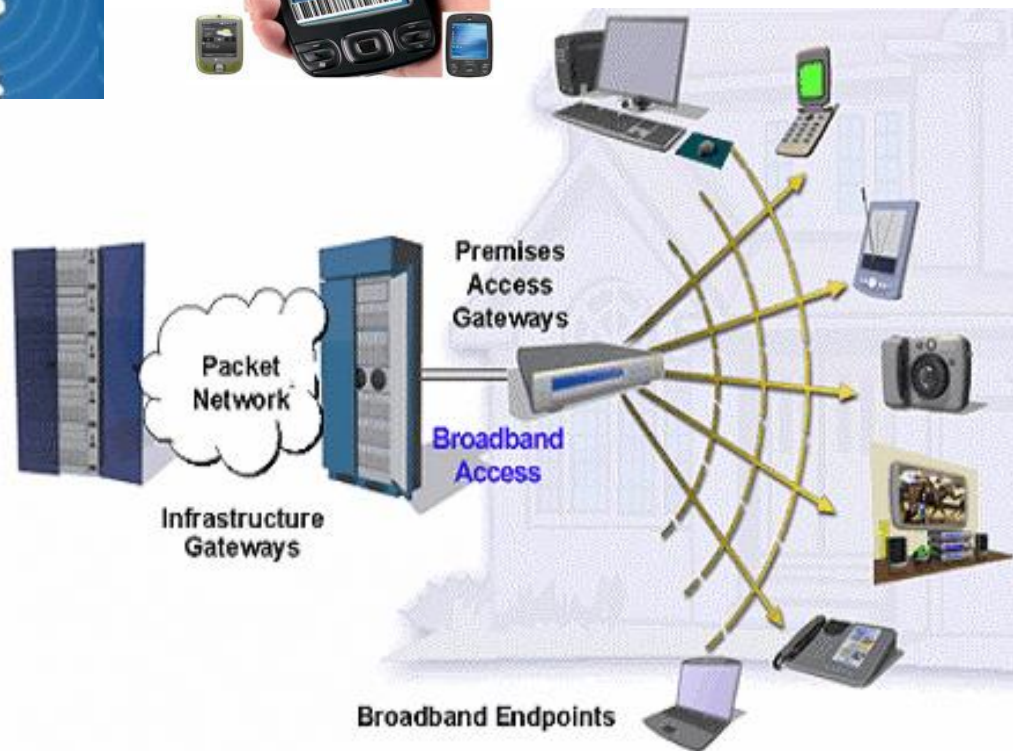 Premises
Access
Gateways
Packet
Network
Broadband
Access
Infrastructure
Gateways
Broadband Endpoints